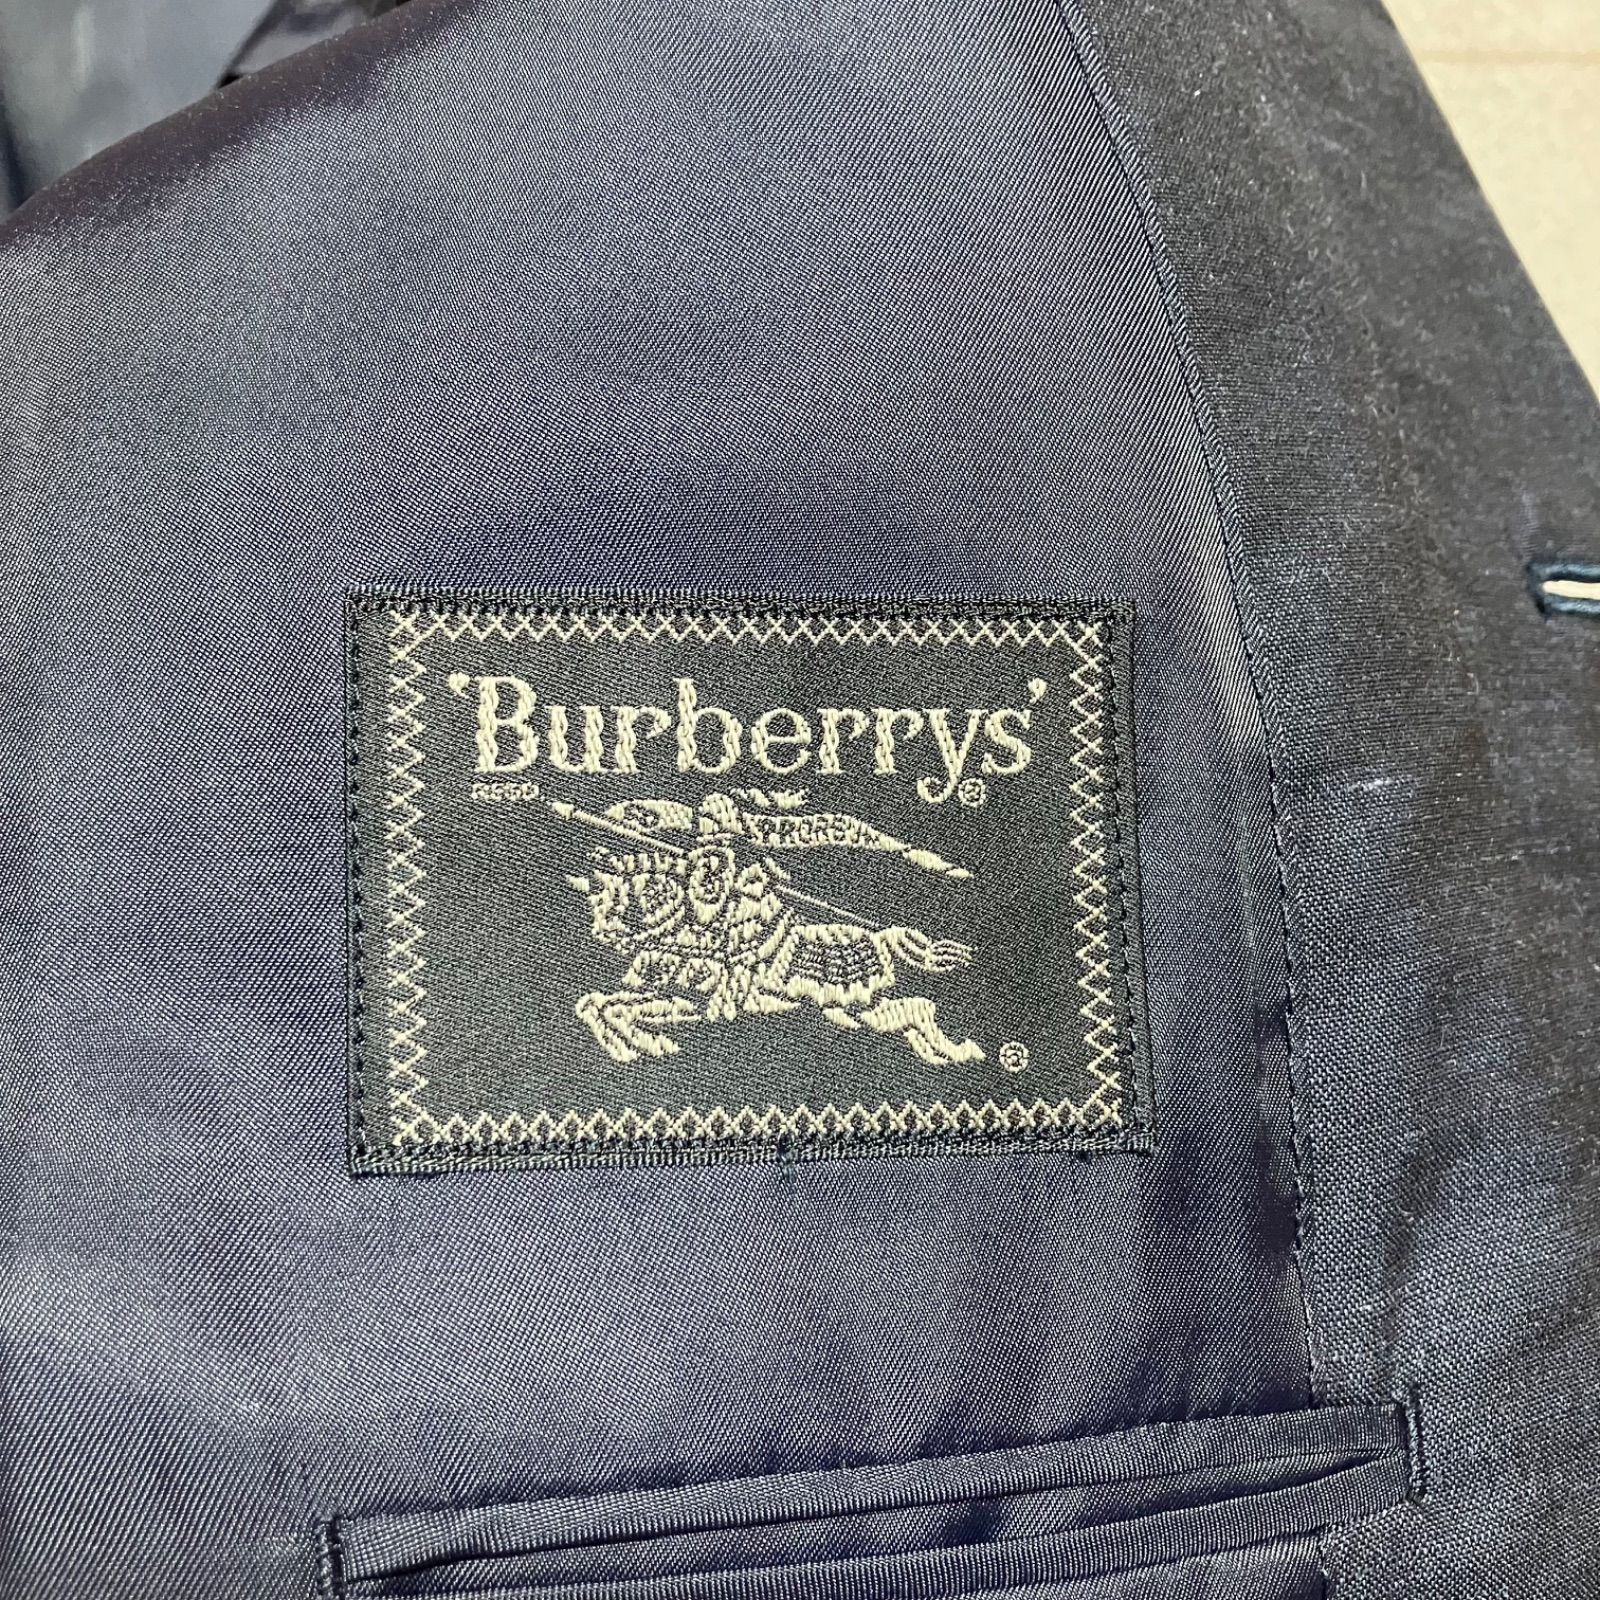 'Burberrys'
REGD. ®
PRORSUM
®